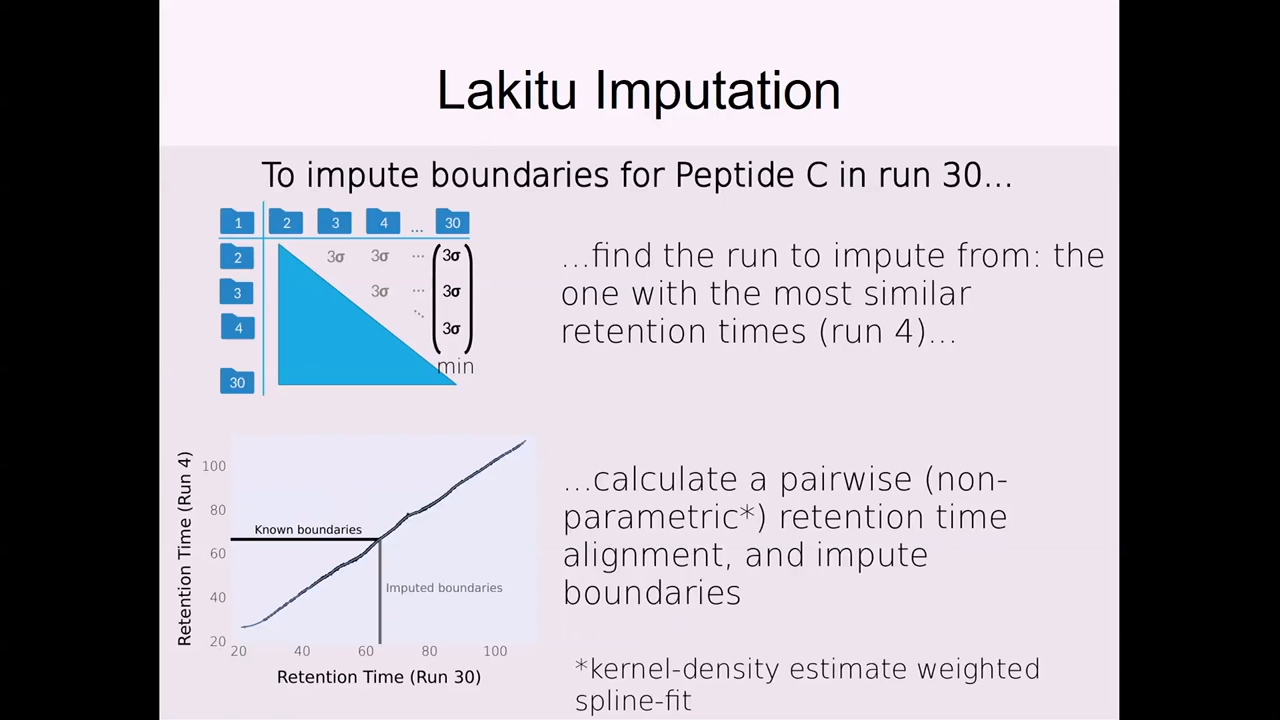 Lakitu Imputation
To impute boundaries for Peptide C in run 30...
1 2 3 4 ... 30
2 3σ 3σ ... 3σ
3 3σ ... 3σ
4 ... 3σ
min
30
...find the run to impute from: the
one with the most similar
retention times (run 4)...
Retention Time (Run 4)
100
80
60
40
20
Known boundaries
Imputed boundaries
20 40 60 80 100
Retention Time (Run 30)
...calculate a pairwise (non-
parametric*) retention time
alignment, and impute
boundaries
*kernel-density estimate weighted
spline-fit